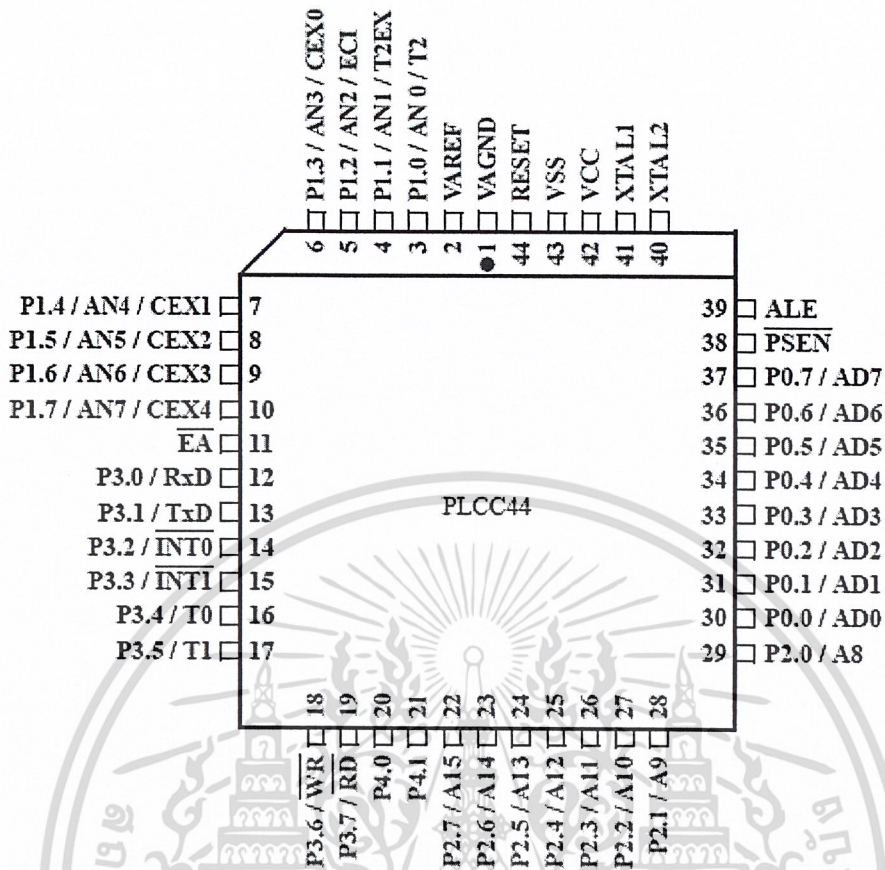 P1.3 / AN3 / CEX0
P1.2 / AN2 / ECI
P1.1 / AN1 / T2EX
P1.0 / AN 0 / T2
VAREF
VAGND
RESET
VSS
VCC
XTAL1
XTAL2
6
5
4
3
2
1
44
43
42
41
40
P1.4 / AN4 / CEX1 7
P1.5 / AN5 / CEX2 8
P1.6 / AN6 / CEX3 9
P1.7 / AN7 / CEX4 10
EA 11
P3.0 / RxD 12
P3.1 / TxD 13
P3.2 / INT0 14
P3.3 / INT1 15
P3.4 / T0 16
P3.5 / T1 17
PLCC44
39 ALE
38 PSEN
37 P0.7 / AD7
36 P0.6 / AD6
35 P0.5 / AD5
34 P0.4 / AD4
33 P0.3 / AD3
32 P0.2 / AD2
31 P0.1 / AD1
30 P0.0 / AD0
29 P2.0 / A8
18
19
20
21
22
23
24
25
26
27
28
P3.6 / WR
P3.7 / RD
P4.0
P4.1
P2.7 / A15
P2.6 / A14
P2.5 / A13
P2.4 / A12
P2.3 / A11
P2.2 / A10
P2.1 / A9